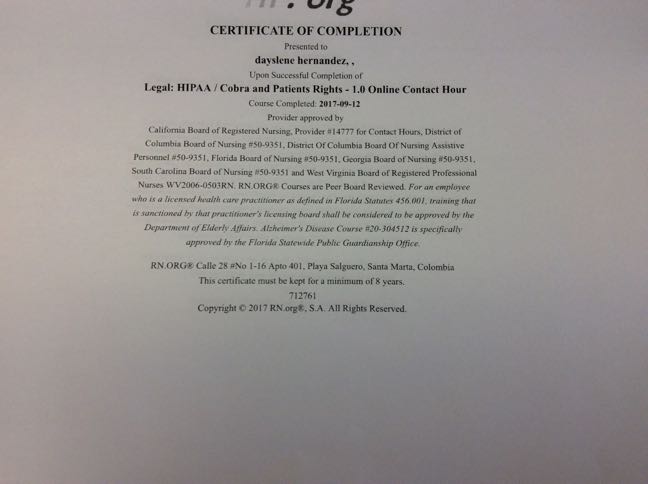 RN.org
CERTIFICATE OF COMPLETION
Presented to
dayslene hernandez, ,
Upon Successful Completion of
Legal: HIPAA / Cobra and Patients Rights - 1.0 Online Contact Hour
Course Completed: 2017-09-12
Provider approved by
California Board of Registered Nursing, Provider #14777 for Contact Hours, District of
Columbia Board of Nursing #50-9351, District Of Columbia Board Of Nursing Assistive
Personnel #50-9351, Florida Board of Nursing #50-9351, Georgia Board of Nursing #50-9351,
South Carolina Board of Nursing #50-9351 and West Virginia Board of Registered Professional
Nurses WV2006-0503RN. RN.ORG® Courses are Peer Board Reviewed. For an employee
who is a licensed health care practitioner as defined in Florida Statutes 456.001, training that
is sanctioned by that practitioner's licensing board shall be considered to be approved by the
Department of Elderly Affairs. Alzheimer's Disease Course #20-304512 is specifically
approved by the Florida Statewide Public Guardianship Office.
RN.ORG® Calle 28 #No 1-16 Apto 401, Playa Salguero, Santa Marta, Colombia
This certificate must be kept for a minimum of 8 years.
712761
Copyright © 2017 RN.org®, S.A. All Rights Reserved.